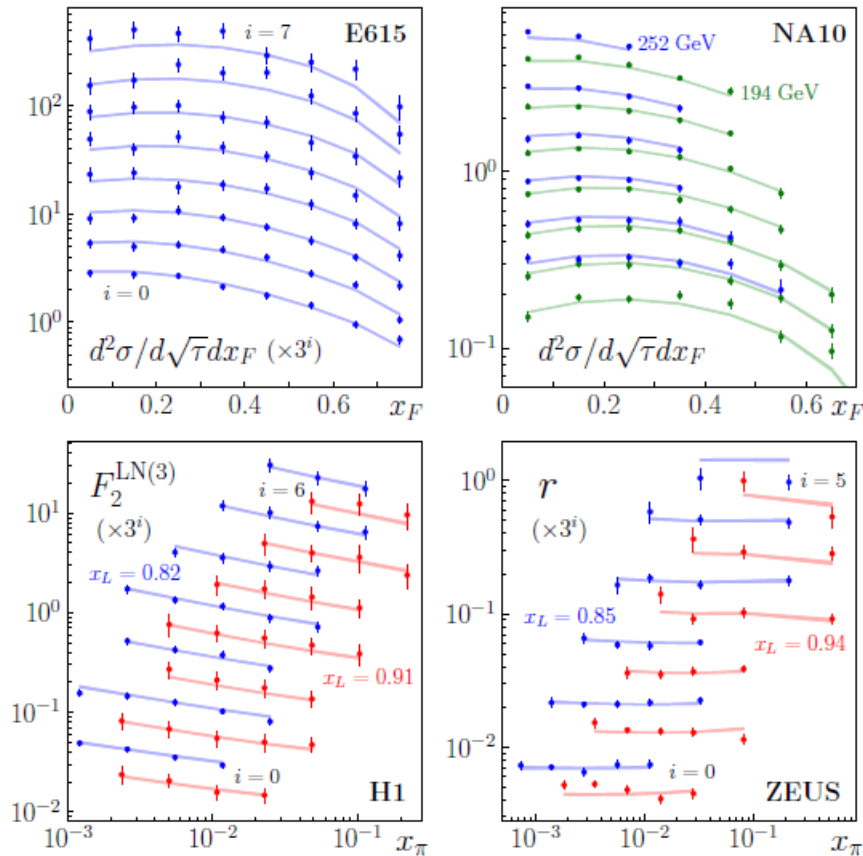 i = 7 E615
10²
10¹
i = 0
10⁰
d²σ/d√τdx_F (×3ⁱ)
0 0.2 0.4 0.6 x_F
252 GeV NA10
194 GeV
10⁰
d²σ/d√τdx_F
10⁻¹
0 0.2 0.4 0.6 x_F
F₂^LN(3) i = 6
(×3ⁱ)
10¹
x_L = 0.82
10⁰
x_L = 0.91
10⁻¹
i = 0
10⁻² H1
10⁻³ 10⁻² 10⁻¹ x_π
10⁰ r i = 5
(×3ⁱ)
10⁻¹
x_L = 0.85
x_L = 0.94
10⁻²
i = 0
ZEUS
10⁻³ 10⁻² 10⁻¹ x_π